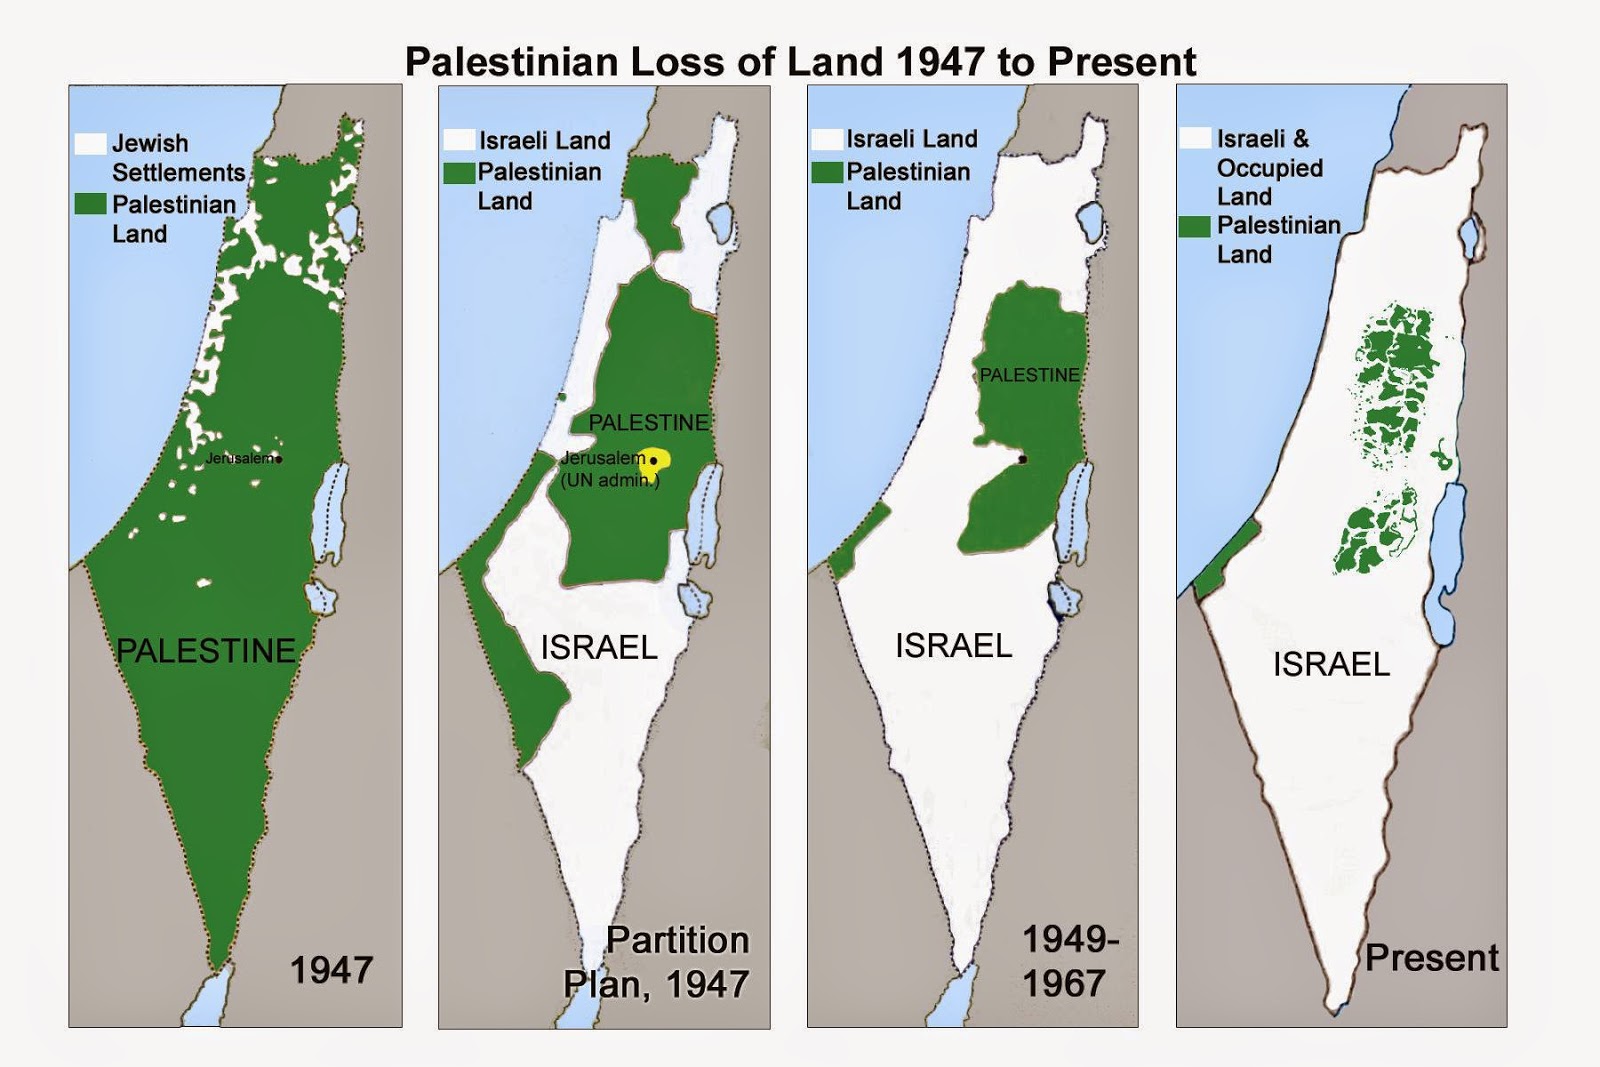 Palestinian Loss of Land 1947 to Present
Jewish
Settlements
Palestinian
Land
Jerusalem
PALESTINE
1947
Israeli Land
Palestinian
Land
PALESTINE
Jerusalem
(UN admin.)
ISRAEL
Partition
Plan, 1947
Israeli Land
Palestinian
Land
PALESTINE
ISRAEL
1949-
1967
Israeli &
Occupied
Land
Palestinian
Land
ISRAEL
Present